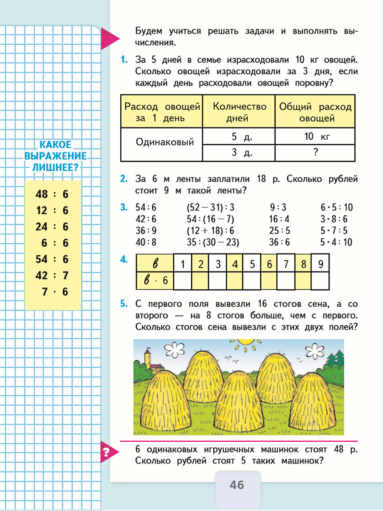 Будем учиться решать задачи и выполнять вы-
числения.
1. За 5 дней в семье израсходовали 10 кг овощей.
Сколько овощей израсходовали за 3 дня, если
каждый день расходовали овощей поровну?
Расход овощей за 1 день Количество дней Общий расход овощей
Одинаковый 5 д. 10 кг
3 д. ?
КАКОЕ
ВЫРАЖЕНИЕ
ЛИШНЕЕ?
48 : 6
12 : 6
24 : 6
6 : 6
54 : 6
42 : 7
7 · 6
2. За 6 м ленты заплатили 18 р. Сколько рублей
стоит 9 м такой ленты?
3. 54 : 6 (52 − 31) : 3 9 : 3 6 · 5 : 10
42 : 6 54 : (16 − 7) 16 : 4 3 · 8 : 6
36 : 9 (12 + 18) : 6 25 : 5 5 · 7 : 5
40 : 8 35 : (30 − 23) 36 : 6 5 · 4 : 10
4. в 1 2 3 4 5 6 7 8 9
в · 6
5. С первого поля вывезли 16 стогов сена, а со
второго — на 8 стогов больше, чем с первого.
Сколько стогов сена вывезли с этих двух полей?
? 6 одинаковых игрушечных машинок стоят 48 р.
Сколько рублей стоят 5 таких машинок?
46